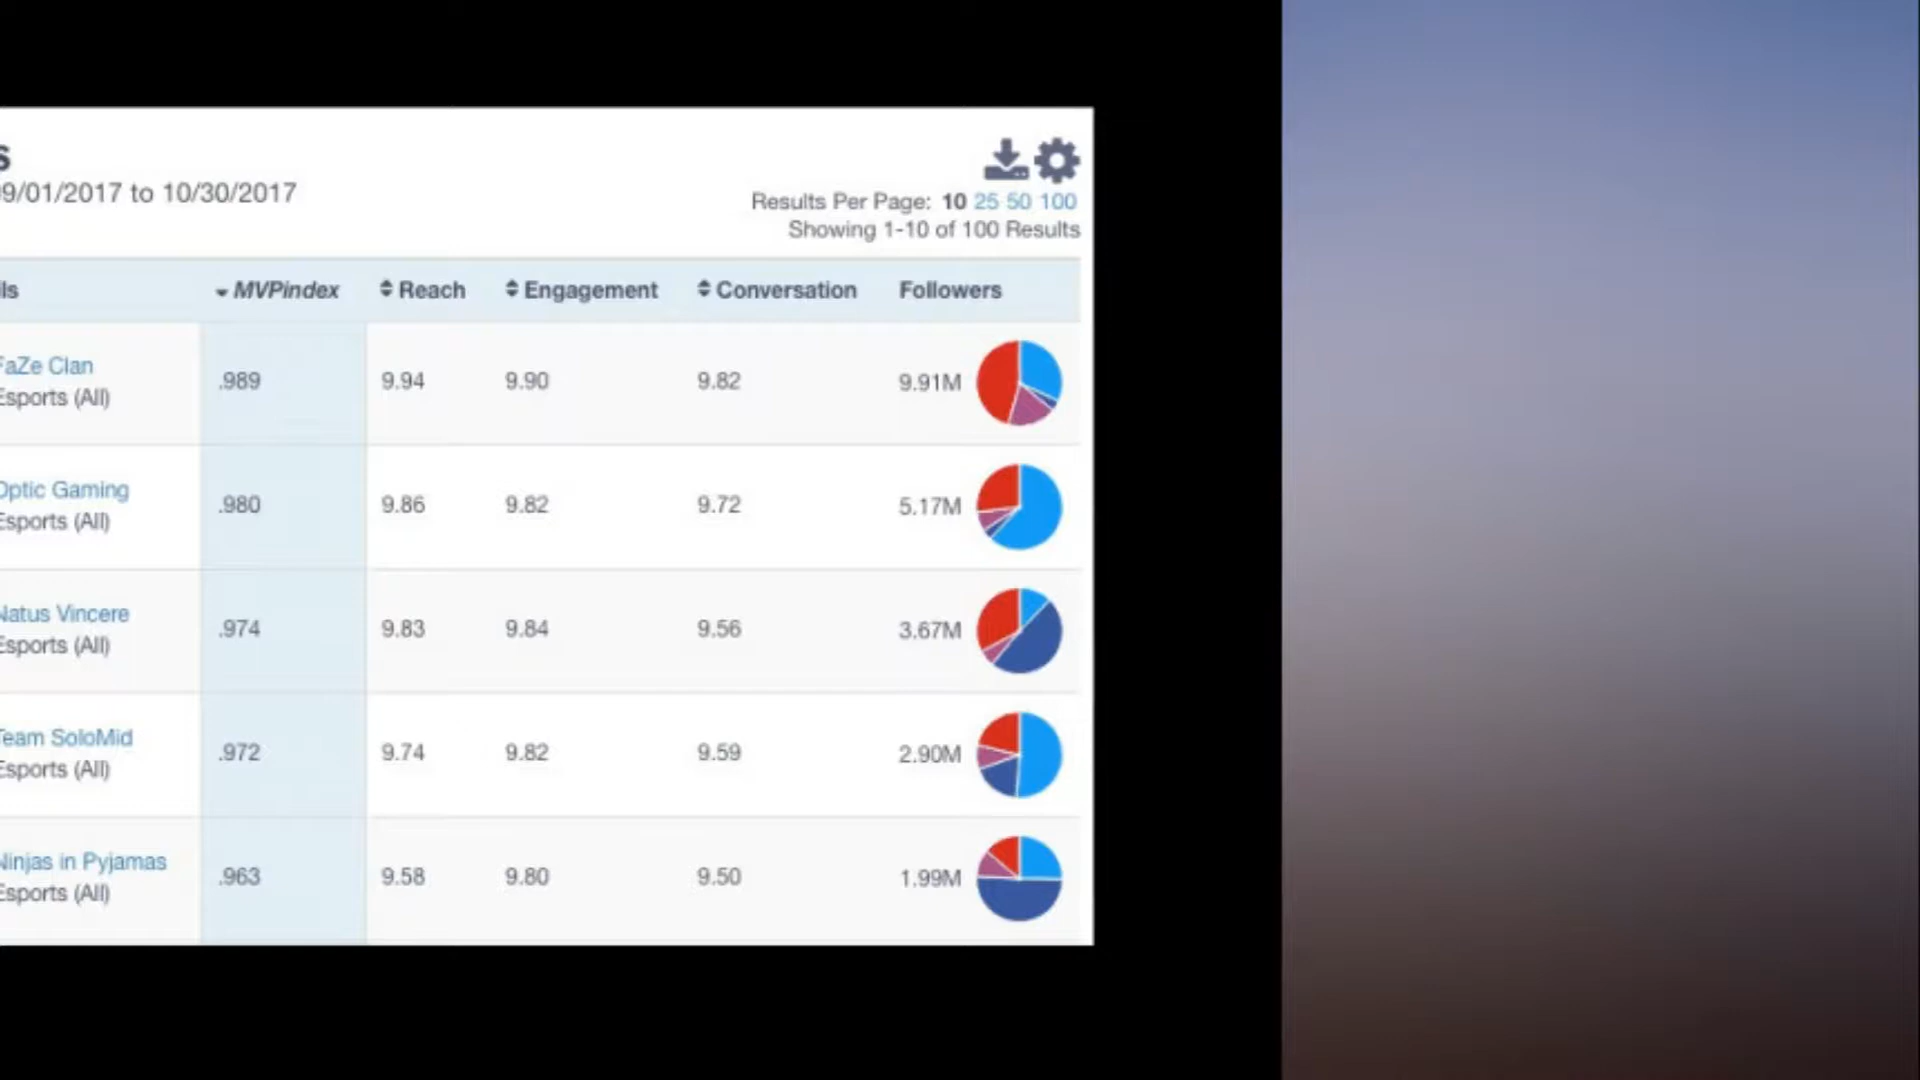 s
9/01/2017 to 10/30/2017
Results Per Page: 10 25 50 100
Showing 1-10 of 100 Results
ils MVPindex Reach Engagement Conversation Followers
FaZe Clan
Esports (All)
.989 9.94 9.90 9.82 9.91M
Optic Gaming
Esports (All)
.980 9.86 9.82 9.72 5.17M
Natus Vincere
Esports (All)
.974 9.83 9.84 9.56 3.67M
Team SoloMid
Esports (All)
.972 9.74 9.82 9.59 2.90M
Ninjas in Pyjamas
Esports (All)
.963 9.58 9.80 9.50 1.99M